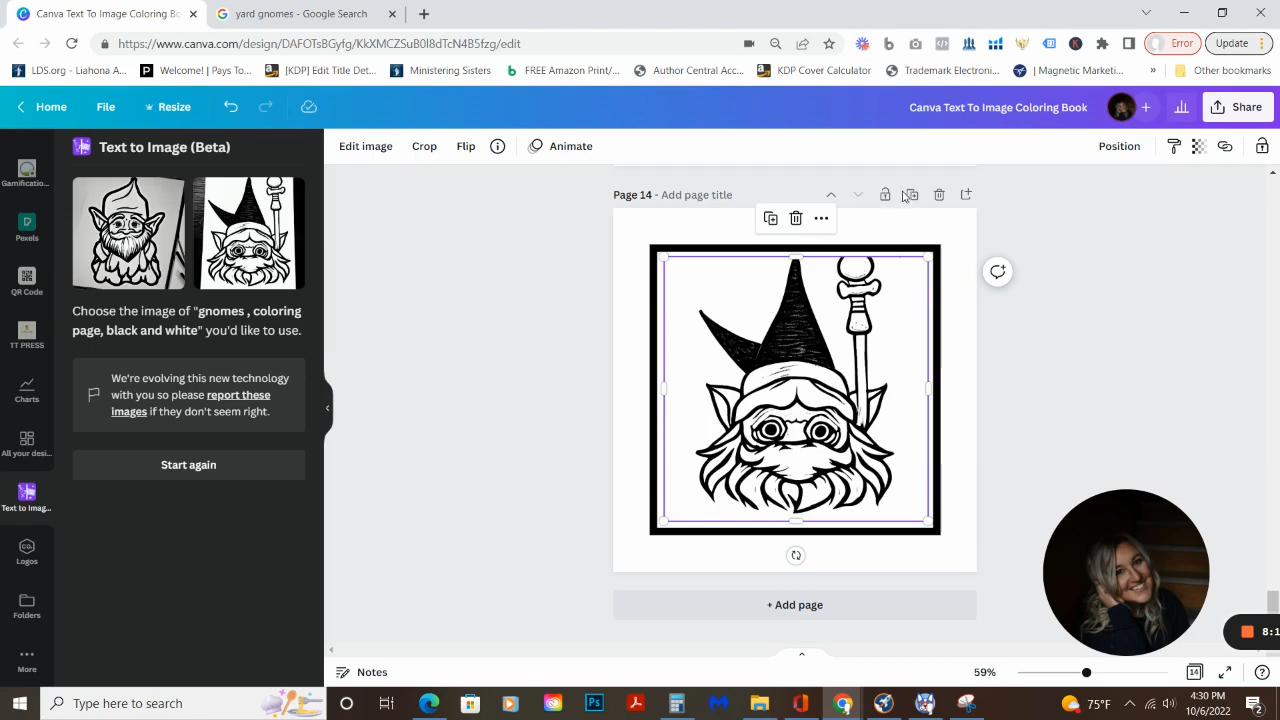 Canva Text To Image Coloring Bo
yard gnomes - Google Search
https://www.canva.com/design/DAFOTsBGyfg/KkXMCZSuB0I8dTcN4B5fzg/edit
Error
Update
LDS.org - Liahona A...
Welcome! | Pays To...
[KDP] Edit Title Det...
Ministering Sisters
FREE Amazon Print/...
Author Central Acc...
KDP Cover Calculator
Trademark Electroni...
| Magnetic Marketi...
»
Other bookmarks
Home
File
Resize
Canva Text To Image Coloring Book
Share
Text to Image (Beta)
Edit image
Crop
Flip
Animate
Position
Gamificatio...
Pexels
QR Code
TT PRESS
Charts
All your desi...
Text to Imag...
Logos
Folders
More
Choose the image of "gnomes , coloring
page, black and white" you'd like to use.
We're evolving this new technology
with you so please report these
images if they don't seem right.
Start again
Page 14 - Add page title
+ Add page
8:1
Notes
59%
14
Type here to search
Ps
75°F
4:30 PM
10/6/2022
2